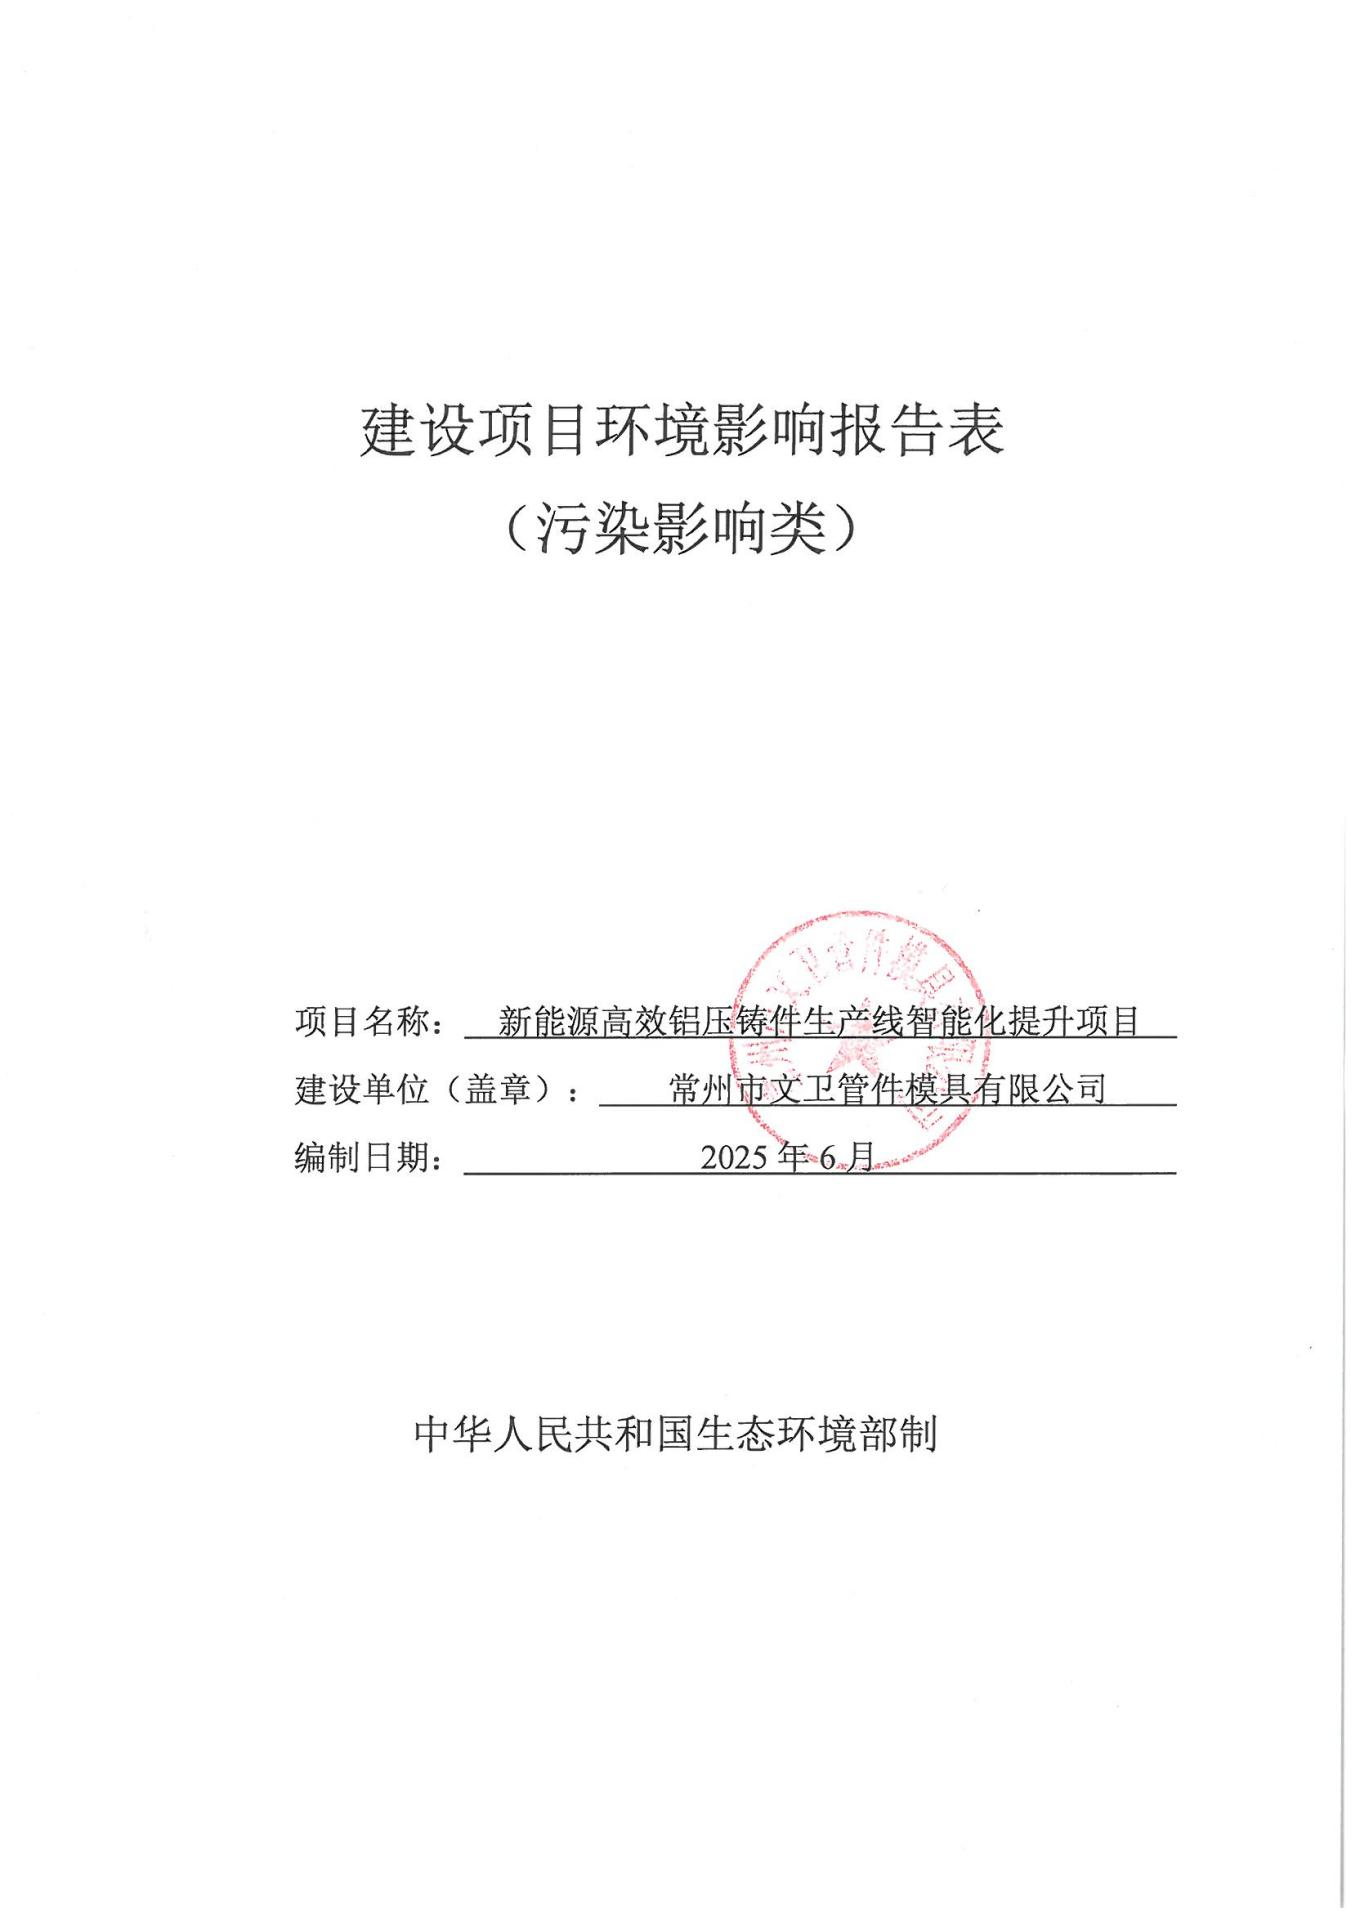 建设项目环境影响报告表
（污染影响类）
项目名称：新能源高效铝压铸件生产线智能化提升项目
建设单位（盖章）：常州市文卫管件模具有限公司
编制日期：2025年6月
中华人民共和国生态环境部制